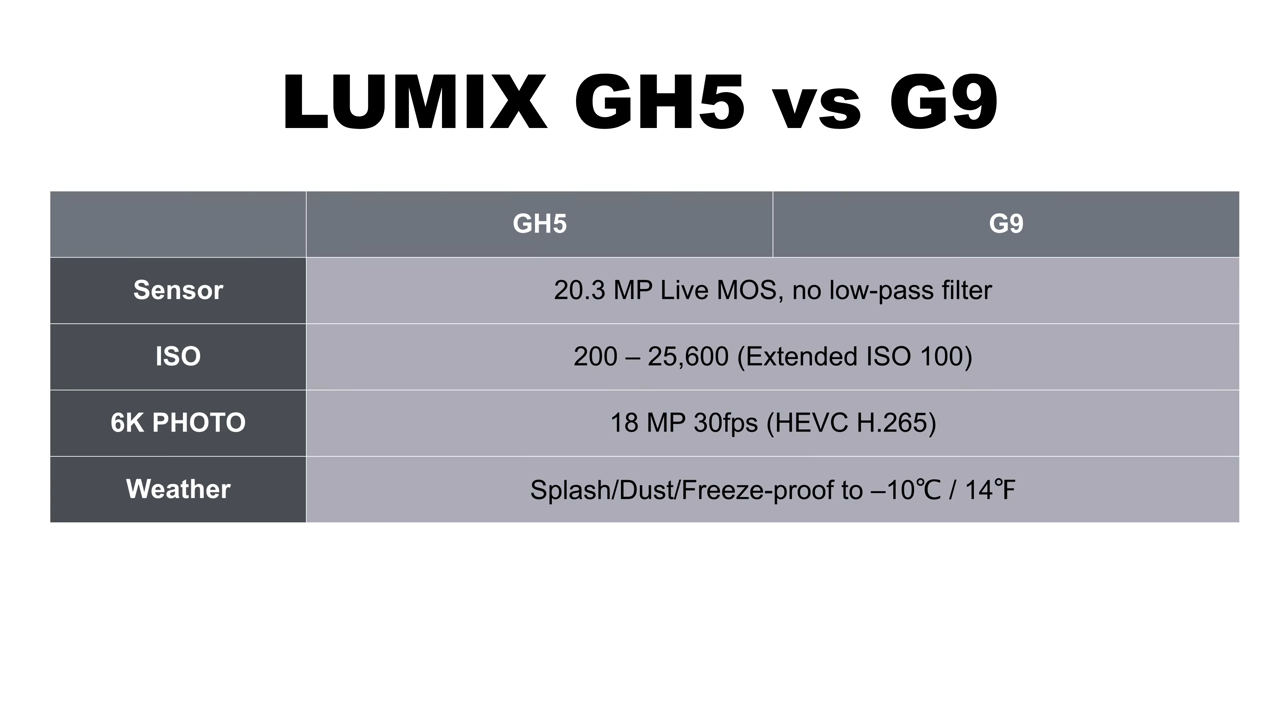 LUMIX GH5 vs G9
GH5 G9
Sensor 20.3 MP Live MOS, no low-pass filter
ISO 200 – 25,600 (Extended ISO 100)
6K PHOTO 18 MP 30fps (HEVC H.265)
Weather Splash/Dust/Freeze-proof to –10℃ / 14℉